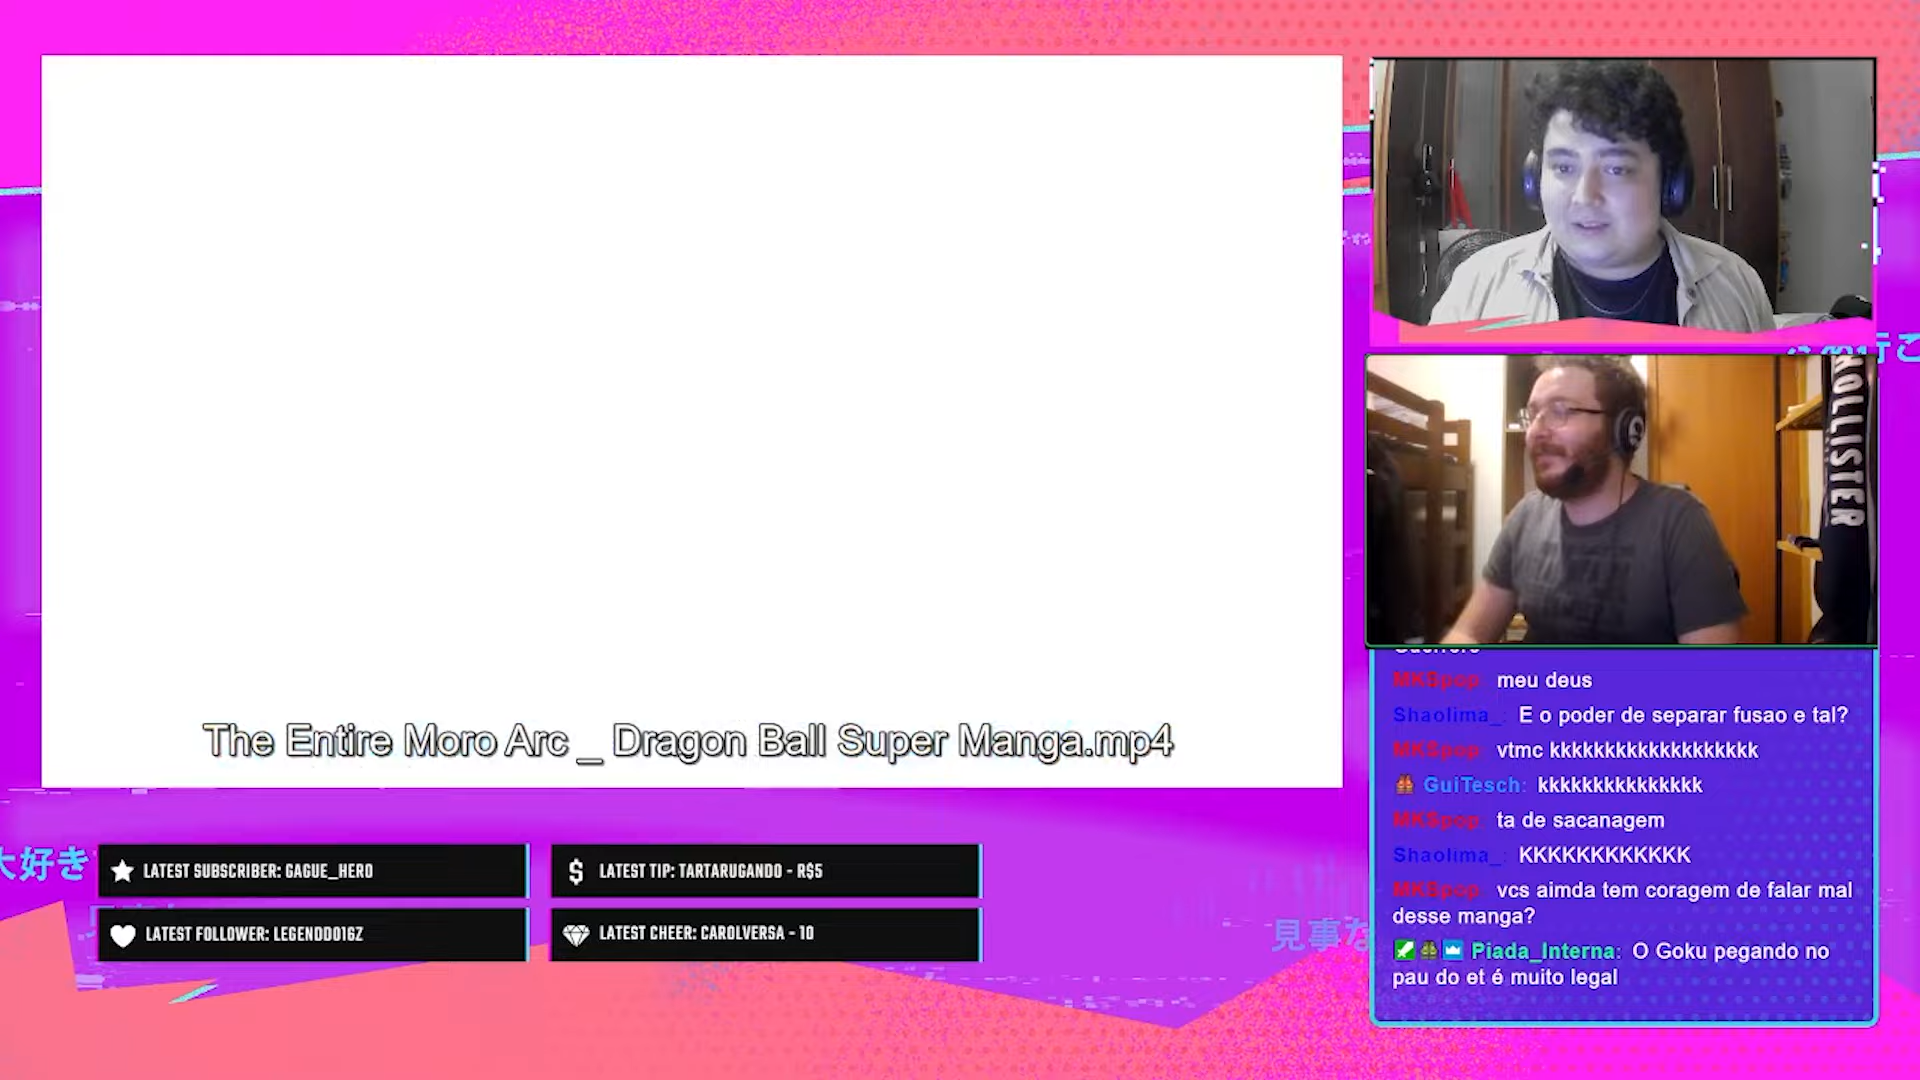 The Entire Moro Arc _ Dragon Ball Super Manga.mp4
HOLLISTER
MKSpop: meu deus
Shaolima_: E o poder de separar fusao e tal?
MKSpop: vtmc kkkkkkkkkkkkkkkkkkk
GuiTesch: kkkkkkkkkkkkkkk
MKSpop: ta de sacanagem
Shaolima_: KKKKKKKKKKKK
MKSpop: vcs aimda tem coragem de falar mal
desse manga?
Piada_Interna: O Goku pegando no
pau do et é muito legal
大好き
LATEST SUBSCRIBER: GAGUE_HERO
LATEST TIP: TARTARUGANDO - R$5
LATEST FOLLOWER: LEGENDD016Z
LATEST CHEER: CAROLVERSA - 10
見事な